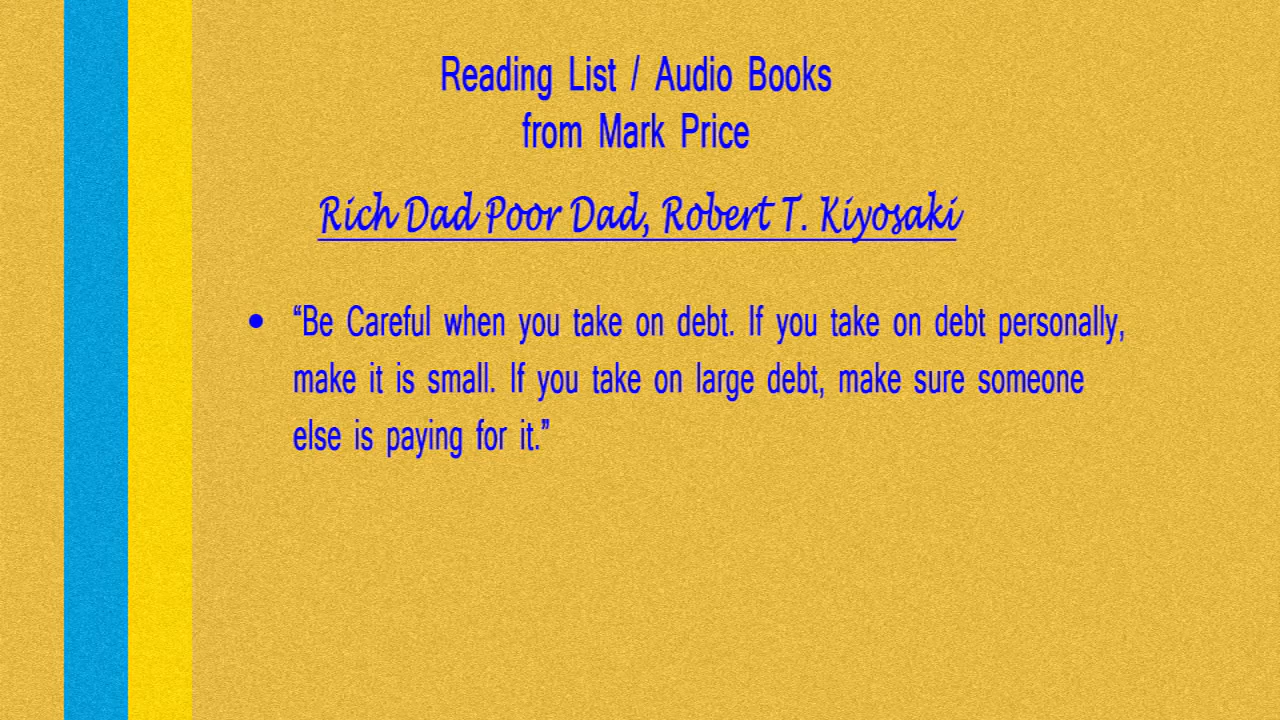 Reading List / Audio Books
from Mark Price
Rich Dad Poor Dad, Robert T. Kiyosaki
• “Be Careful when you take on debt. If you take on debt personally,
make it is small. If you take on large debt, make sure someone
else is paying for it.”